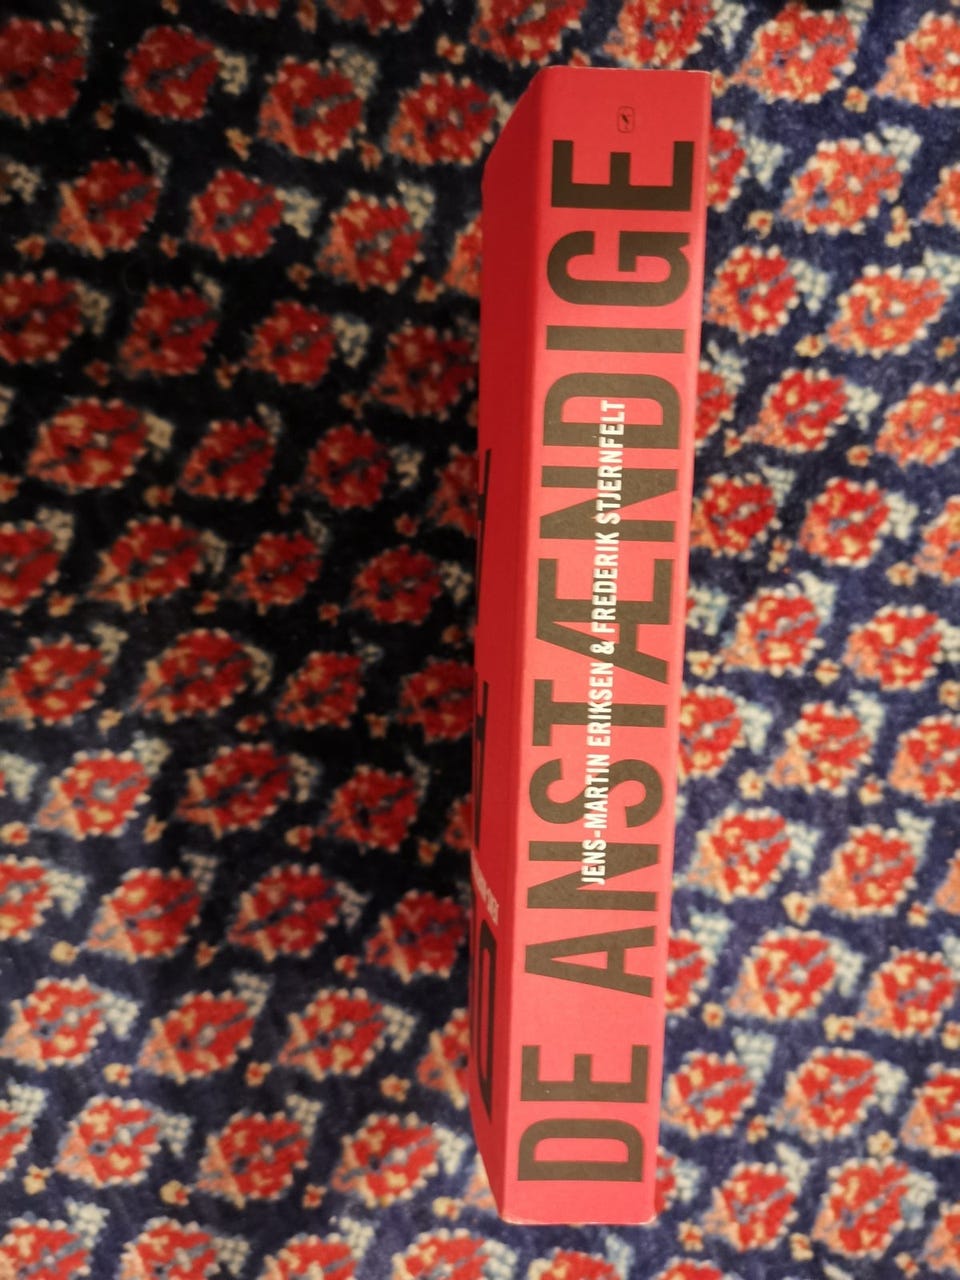 DE ANSTÆNDIGE
JENS-MARTIN ERIKSEN & FREDERIK STJERNFELT